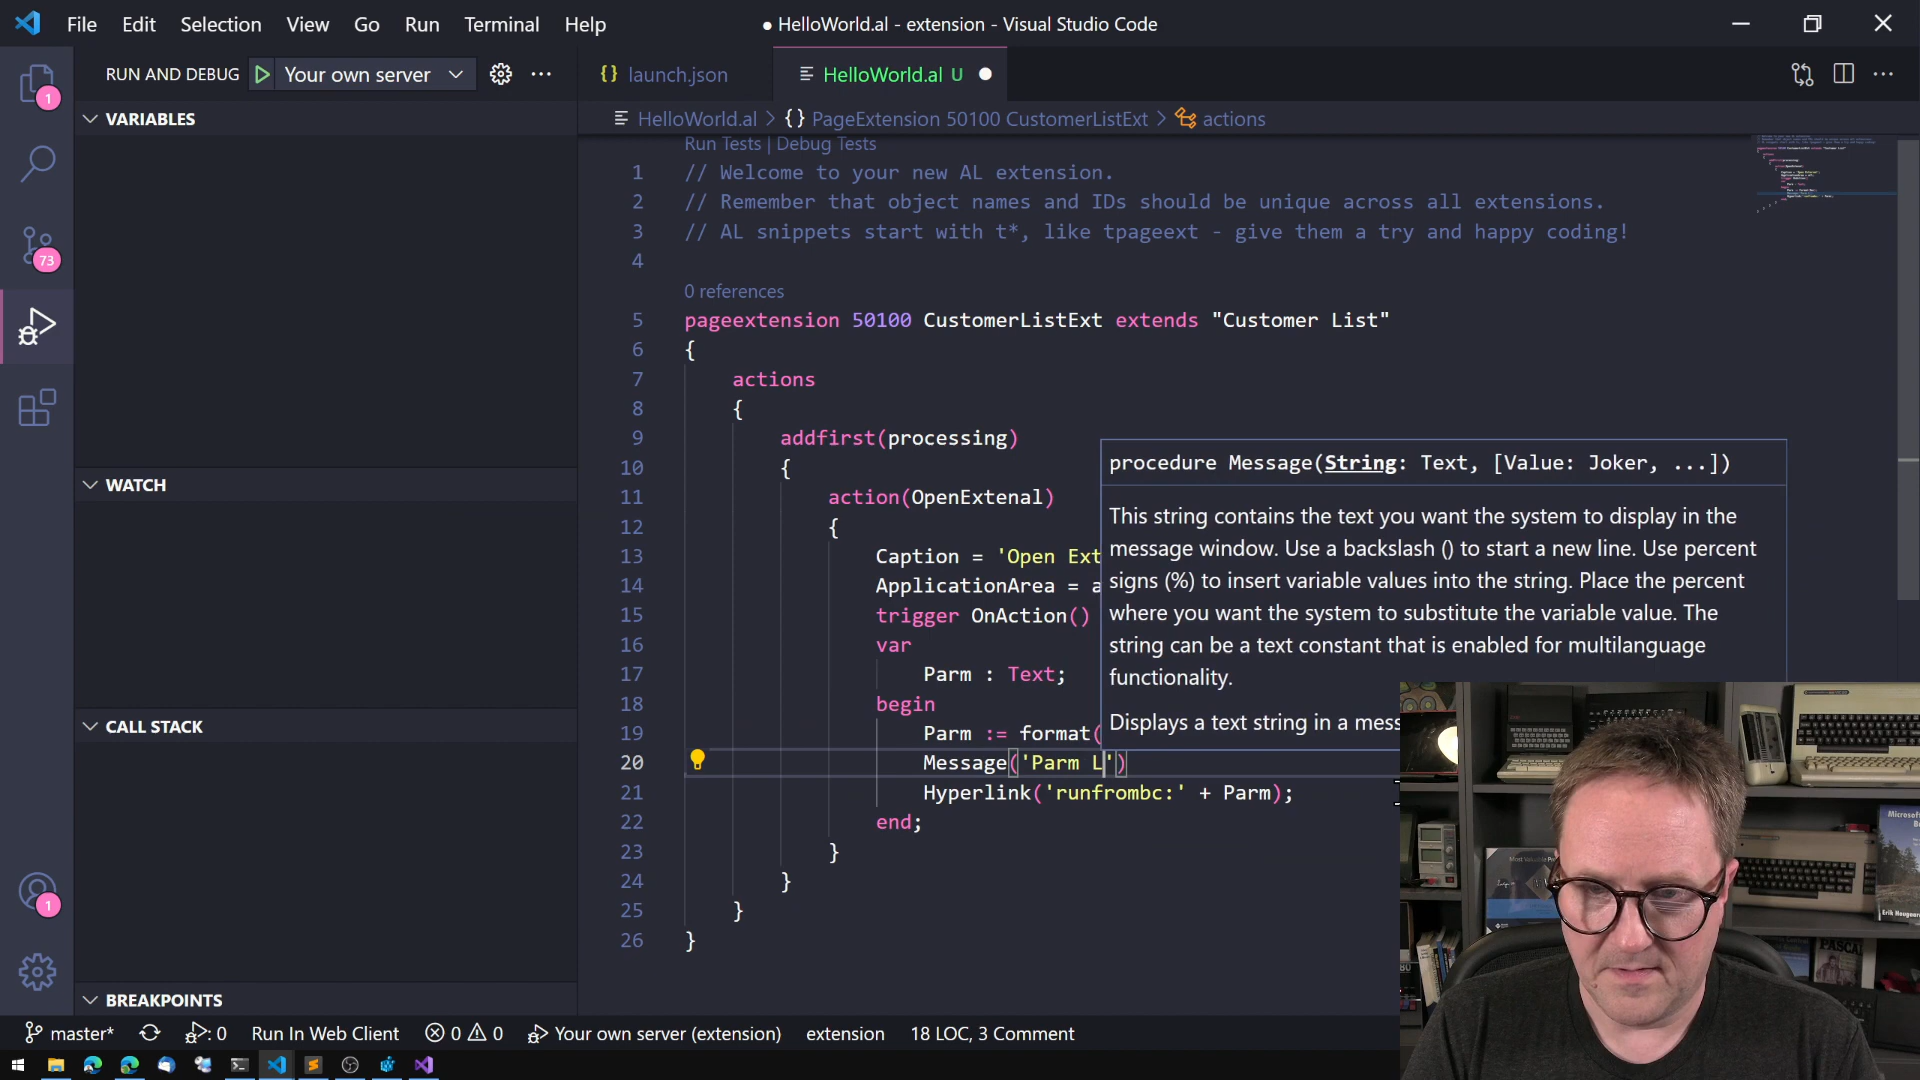 File Edit Selection View Go Run Terminal Help
● HelloWorld.al - extension - Visual Studio Code
RUN AND DEBUG
Your own server
launch.json
HelloWorld.al U
HelloWorld.al > {} PageExtension 50100 CustomerListExt > actions
VARIABLES
WATCH
CALL STACK
BREAKPOINTS
1
73
1
Run Tests | Debug Tests
1 // Welcome to your new AL extension.
2 // Remember that object names and IDs should be unique across all extensions.
3 // AL snippets start with t*, like tpageext - give them a try and happy coding!
4
0 references
5 pageextension 50100 CustomerListExt extends "Customer List"
6 {
7 actions
8 {
9 addfirst(processing)
10 {
11 action(OpenExtenal)
12 {
13 Caption = 'Open Ext
14 ApplicationArea = a
15 trigger OnAction()
16 var
17 Parm : Text;
18 begin
19 Parm := format(
20 Message('Parm L')
21 Hyperlink('runfrombc:' + Parm);
22 end;
23 }
24 }
25 }
26 }
procedure Message(String: Text, [Value: Joker, ...])
This string contains the text you want the system to display in the
message window. Use a backslash () to start a new line. Use percent
signs (%) to insert variable values into the string. Place the percent
where you want the system to substitute the variable value. The
string can be a text constant that is enabled for multilanguage
functionality.
Displays a text string in a mess
master* : 0 Run In Web Client 0 0 Your own server (extension) extension 18 LOC, 3 Comment